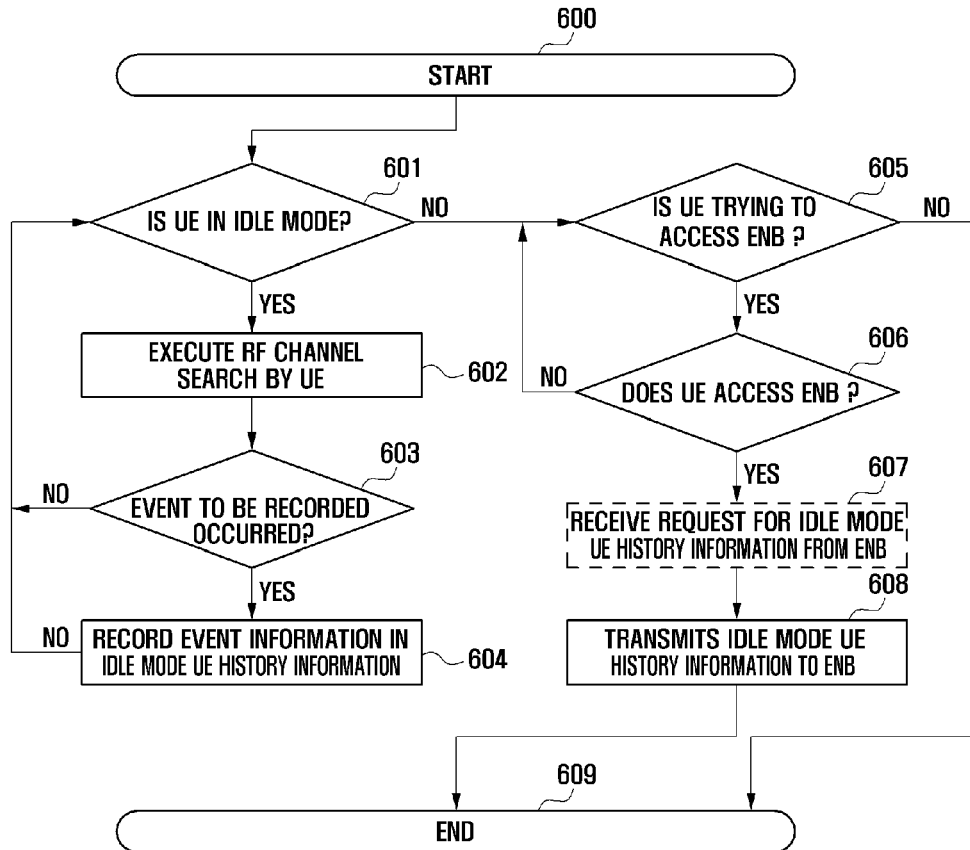 600
START
601
IS UE IN IDLE MODE?
NO
YES
EXECUTE RF CHANNEL
SEARCH BY UE
602
603
NO
EVENT TO BE RECORDED
OCCURRED?
YES
NO
RECORD EVENT INFORMATION IN
IDLE MODE UE HISTORY INFORMATION
604
605
IS UE TRYING TO
ACCESS ENB ?
NO
YES
606
NO
DOES UE ACCESS ENB ?
YES
607
RECEIVE REQUEST FOR IDLE MODE
UE HISTORY INFORMATION FROM ENB
608
TRANSMITS IDLE MODE UE
HISTORY INFORMATION TO ENB
609
END